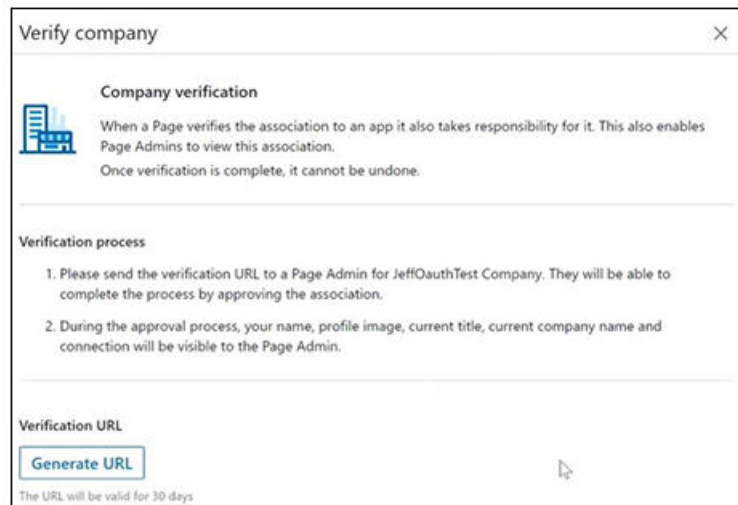 Verify company
Company verification
When a Page verifies the association to an app it also takes responsibility for it. This also enables
Page Admins to view this association.
Once verification is complete, it cannot be undone.
Verification process
1. Please send the verification URL to a Page Admin for JeffOauthTest Company. They will be able to
complete the process by approving the association.
2. During the approval process, your name, profile image, current title, current company name and
connection will be visible to the Page Admin.
Verification URL
Generate URL
The URL will be valid for 30 days